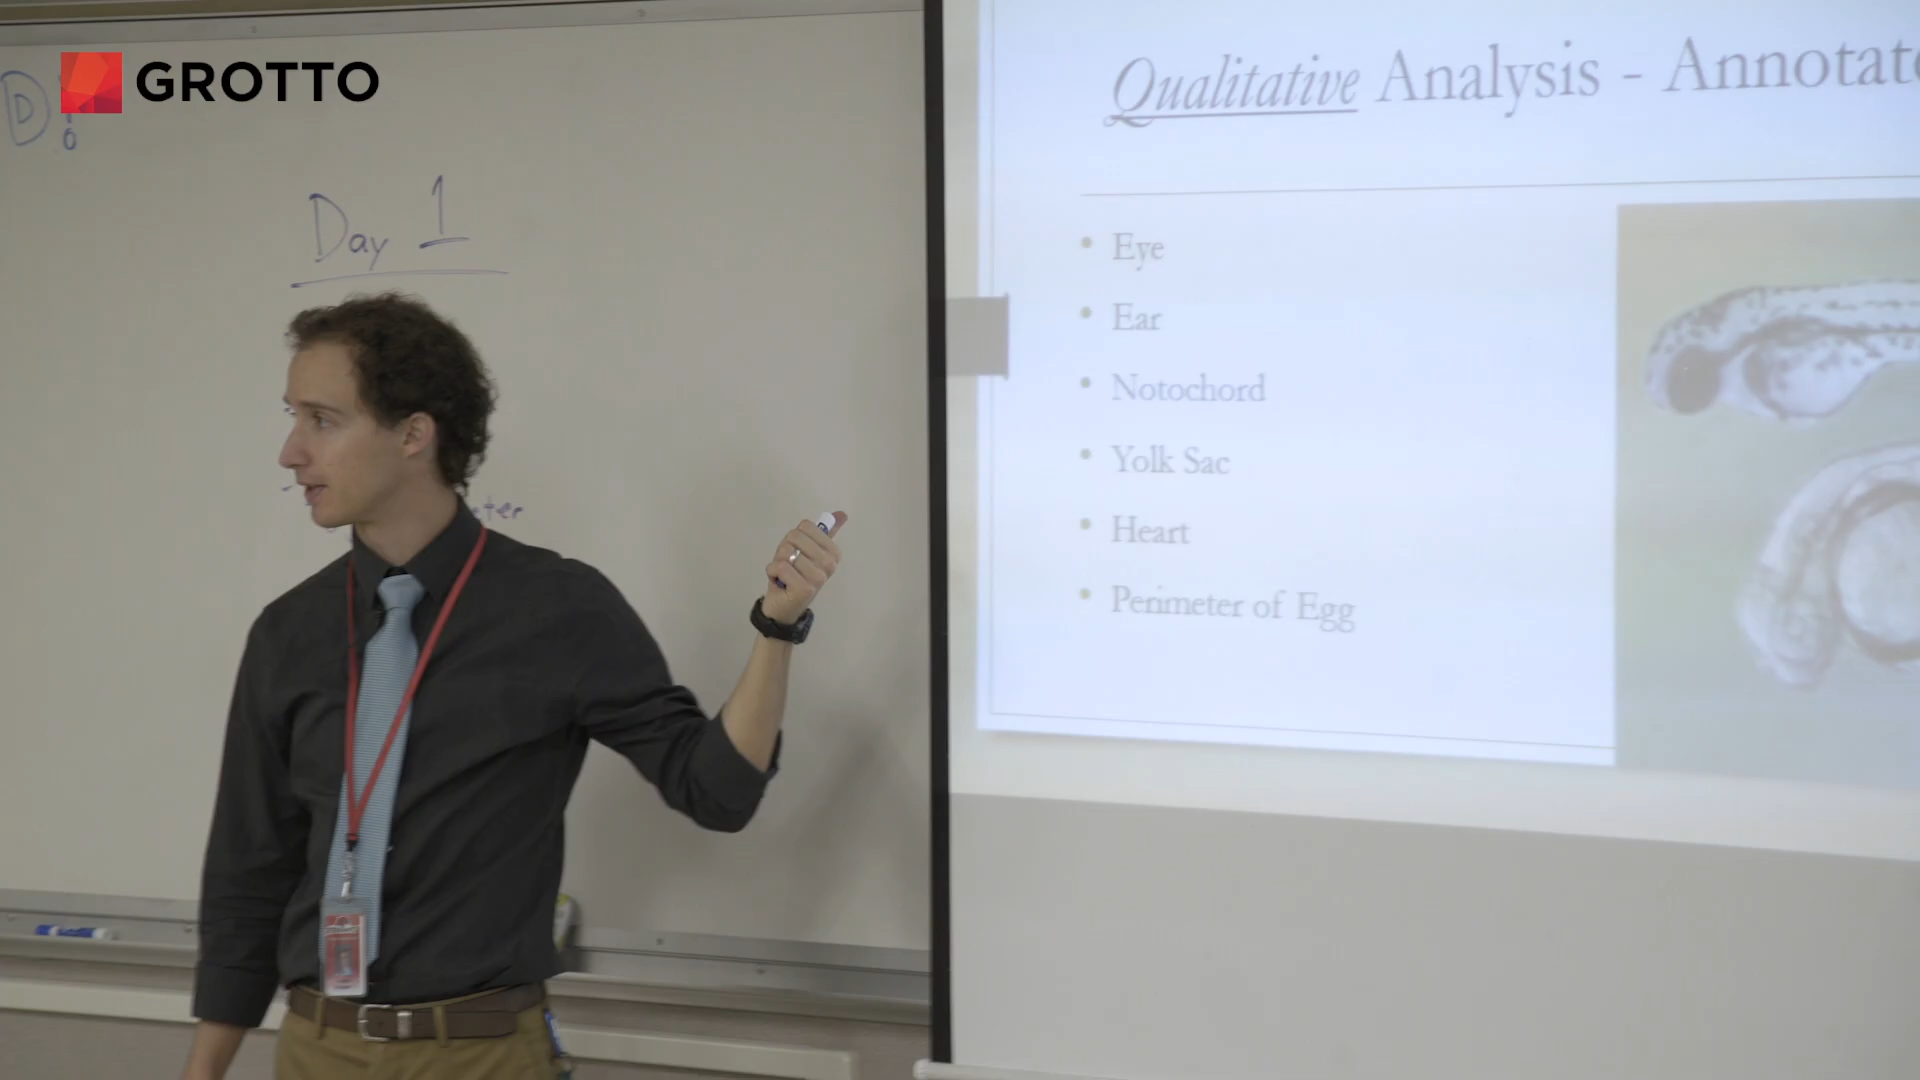 GROTTO
D
Day 1
Qualitative Analysis - Annotate
Eye
Ear
Notochord
Yolk Sac
Heart
Perimeter of Egg